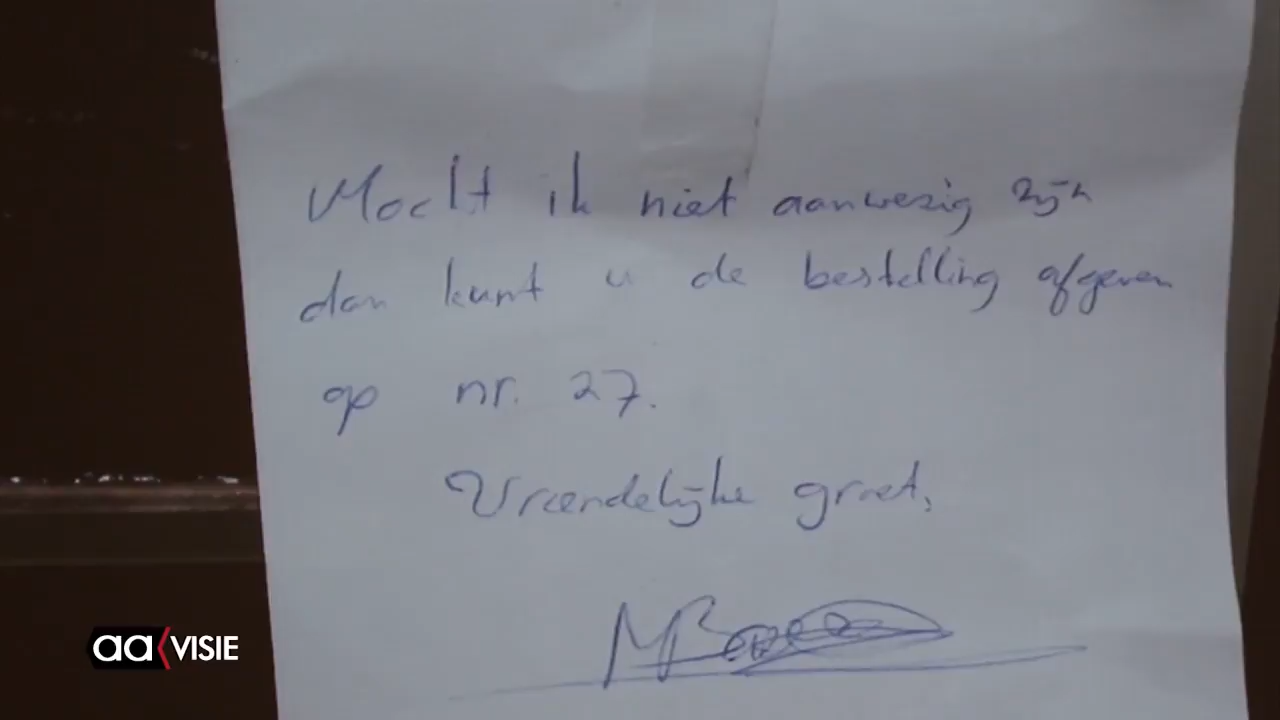 Mocht ik niet aanwezig zijn
dan kunt u de bestelling afgeven
op nr. 27.
Vriendelijke groet,
aa VISIE